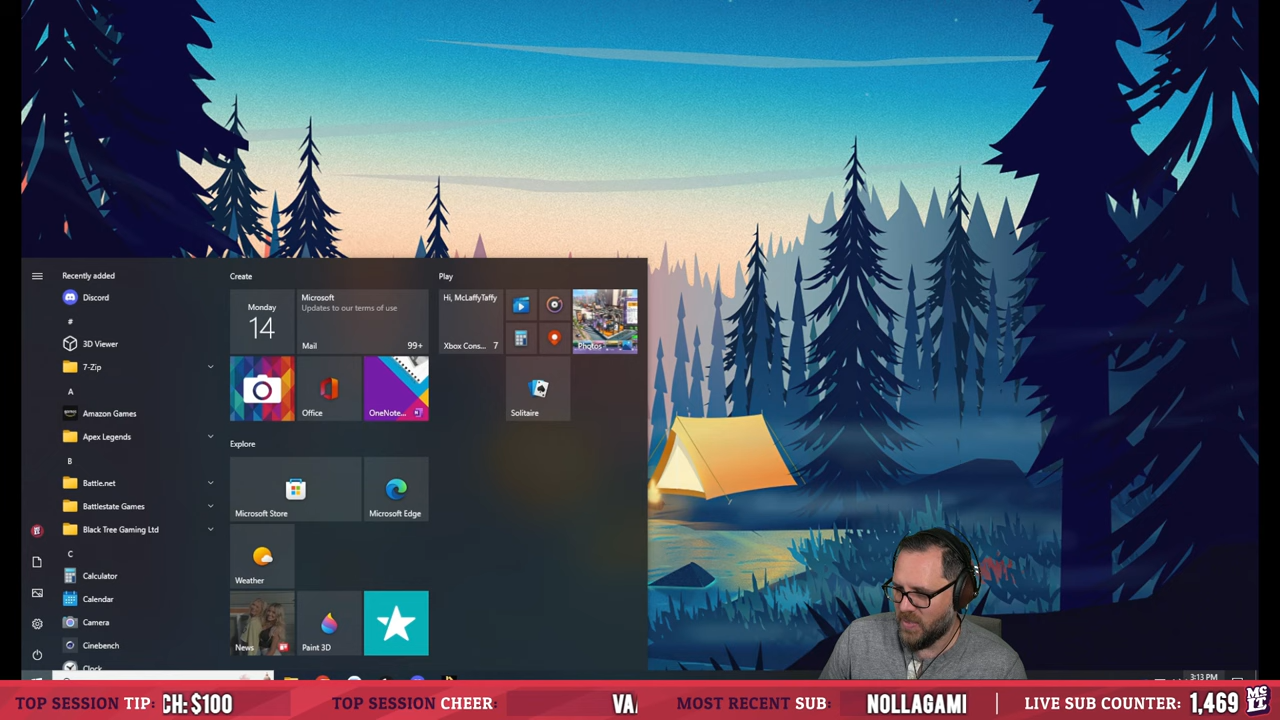 Recently added
Discord
#
3D Viewer
7-Zip
A
Amazon Games
Apex Legends
B
Battle.net
Battlestate Games
Black Tree Gaming Ltd
C
Calculator
Calendar
Camera
Cinebench
Clock
Create
Monday
14
Microsoft
Updates to our terms of use
Mail 99+
Office
OneNote...
Explore
Microsoft Store
Microsoft Edge
Weather
News
Paint 3D
Play
Hi, McLaffyTaffy
Xbox Cons... 7
Photos
Solitaire
3:13 PM
TOP SESSION TIP: CH: $100
TOP SESSION CHEER: VA
MOST RECENT SUB: NOLLAGAMI
LIVE SUB COUNTER: 1,469